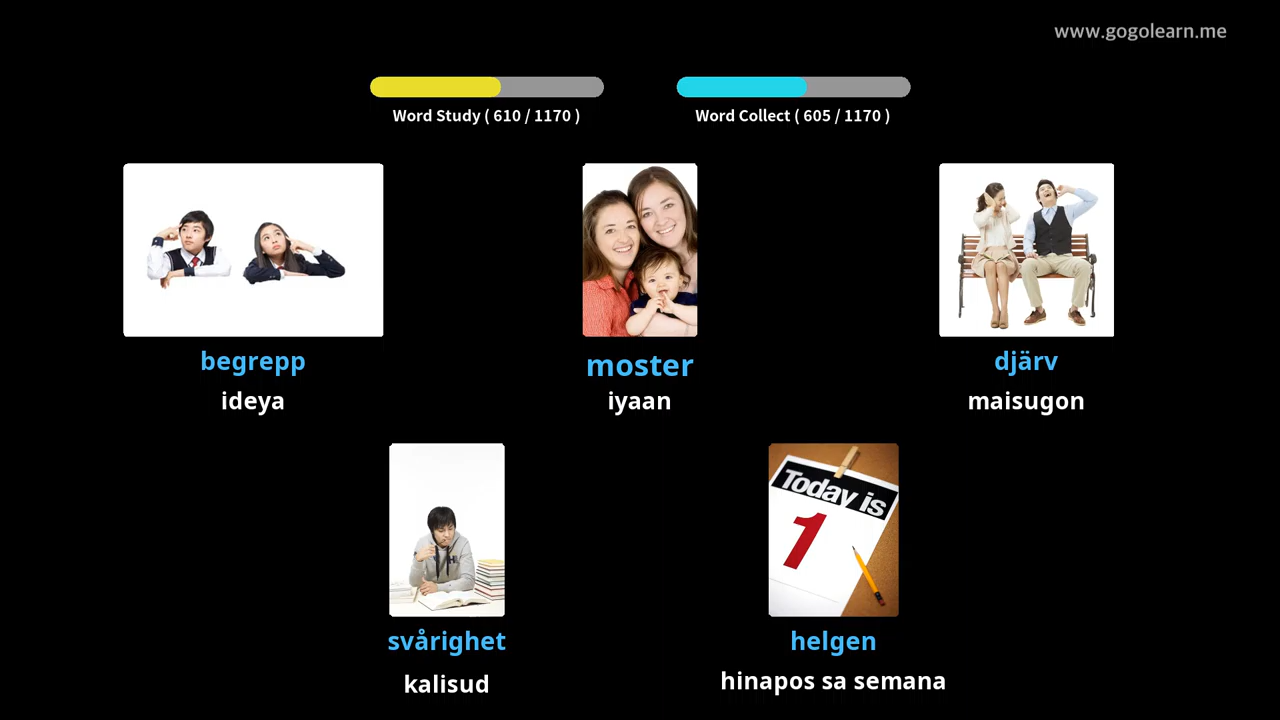 www.gogolearn.me
Word Study ( 610 / 1170 )
Word Collect ( 605 / 1170 )
begrepp
ideya
moster
iyaan
djärv
maisugon
svårighet
kalisud
Today is
1
helgen
hinapos sa semana